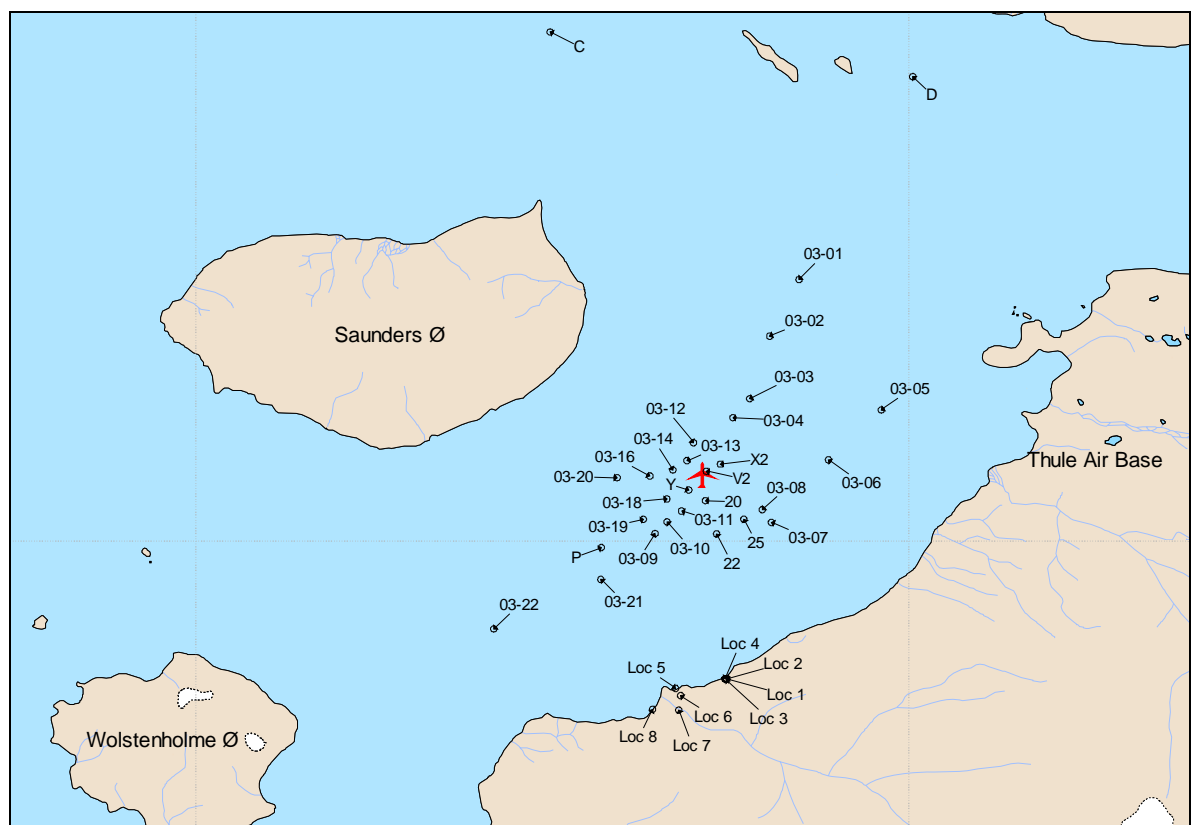 C
D
03-01
03-02
Saunders Ø
03-03
03-05
03-12
03-04
03-14
03-13
03-16
X2
Thule Air Base
03-20
Y
V2
03-06
03-18
20
03-08
03-19
03-11
03-07
P
03-09
03-10
25
22
03-21
03-22
Loc 4
Loc 5
Loc 2
Loc 1
Loc 6
Loc 3
Loc 8
Loc 7
Wolstenholme Ø